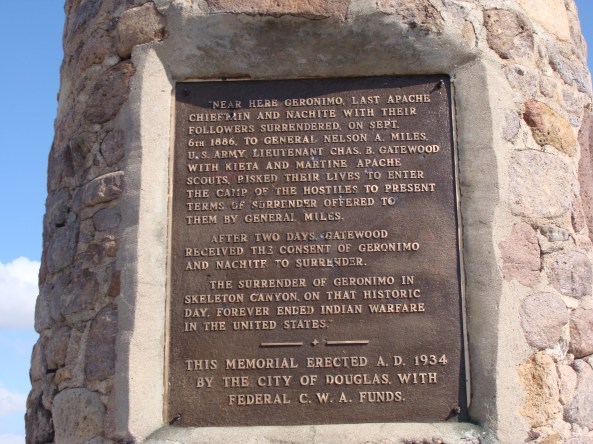 "NEAR HERE GERONIMO, LAST APACHE
CHIEFTAIN AND NACHITE WITH THEIR
FOLLOWERS SURRENDERED, ON SEPT.
6TH 1886, TO GENERAL NELSON A. MILES,
U.S. ARMY. LIEUTENANT CHAS. B. GATEWOOD
WITH KIETA AND MARTINE APACHE
SCOUTS, RISKED THEIR LIVES TO ENTER
THE CAMP OF THE HOSTILES TO PRESENT
TERMS OF SURRENDER OFFERED TO
THEM BY GENERAL MILES.
AFTER TWO DAYS, GATEWOOD
RECEIVED THE CONSENT OF GERONIMO
AND NACHITE TO SURRENDER.
THE SURRENDER OF GERONIMO IN
SKELETON CANYON, ON THAT HISTORIC
DAY, FOREVER ENDED INDIAN WARFARE
IN THE UNITED STATES."
THIS MEMORIAL ERECTED A. D. 1934
BY THE CITY OF DOUGLAS, WITH
FEDERAL C. W. A. FUNDS.